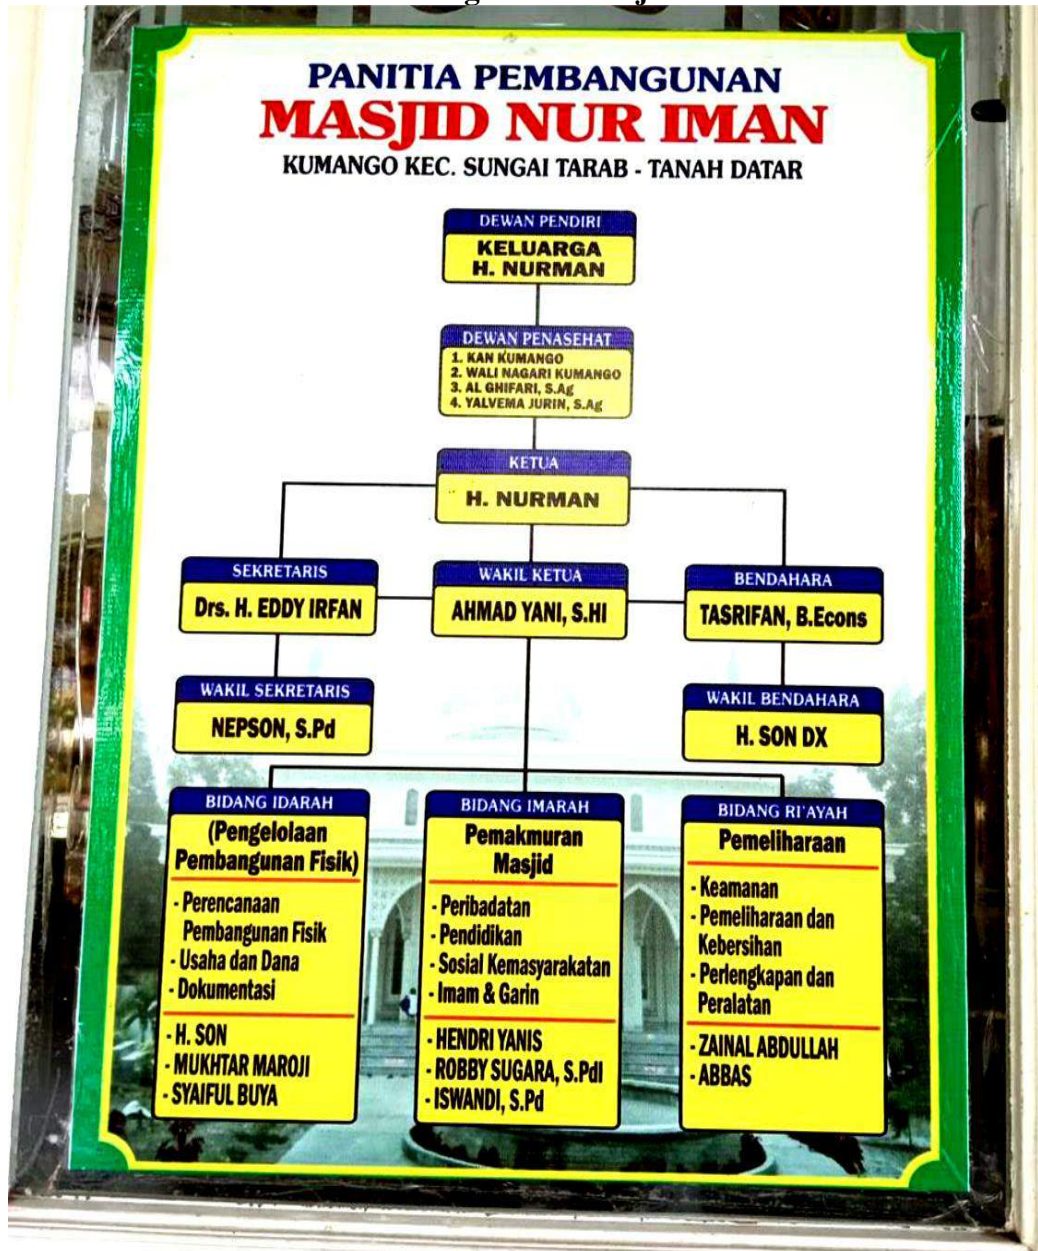 PANITIA PEMBANGUNAN
MASJID NUR IMAN
KUMANGO KEC. SUNGAI TARAB - TANAH DATAR
DEWAN PENDIRI
KELUARGA
H. NURMAN
DEWAN PENASEHAT
1. KAN KUMANGO
2. WALI NAGARI KUMANGO
3. AL GHIFARI, S.Ag
4. YALVEMA JURIN, S.Ag
KETUA
H. NURMAN
SEKRETARIS
Drs. H. EDDY IRFAN
WAKIL KETUA
AHMAD YANI, S.HI
BENDAHARA
TASRIFAN, B.Econs
WAKIL SEKRETARIS
NEPSON, S.Pd
WAKIL BENDAHARA
H. SON DX
BIDANG IDARAH
(Pengelolaan
Pembangunan Fisik)
- Perencanaan
Pembangunan Fisik
- Usaha dan Dana
- Dokumentasi
- H. SON
- MUKHTAR MAROJI
- SYAIFUL BUYA
BIDANG IMARAH
Pemakmuran
Masjid
- Peribadatan
- Pendidikan
- Sosial Kemasyarakatan
- Imam & Garin
- HENDRI YANIS
- ROBBY SUGARA, S.PdI
- ISWANDI, S.Pd
BIDANG RI'AYAH
Pemeliharaan
- Keamanan
- Pemeliharaan dan
Kebersihan
- Perlengkapan dan
Peralatan
- ZAINAL ABDULLAH
- ABBAS